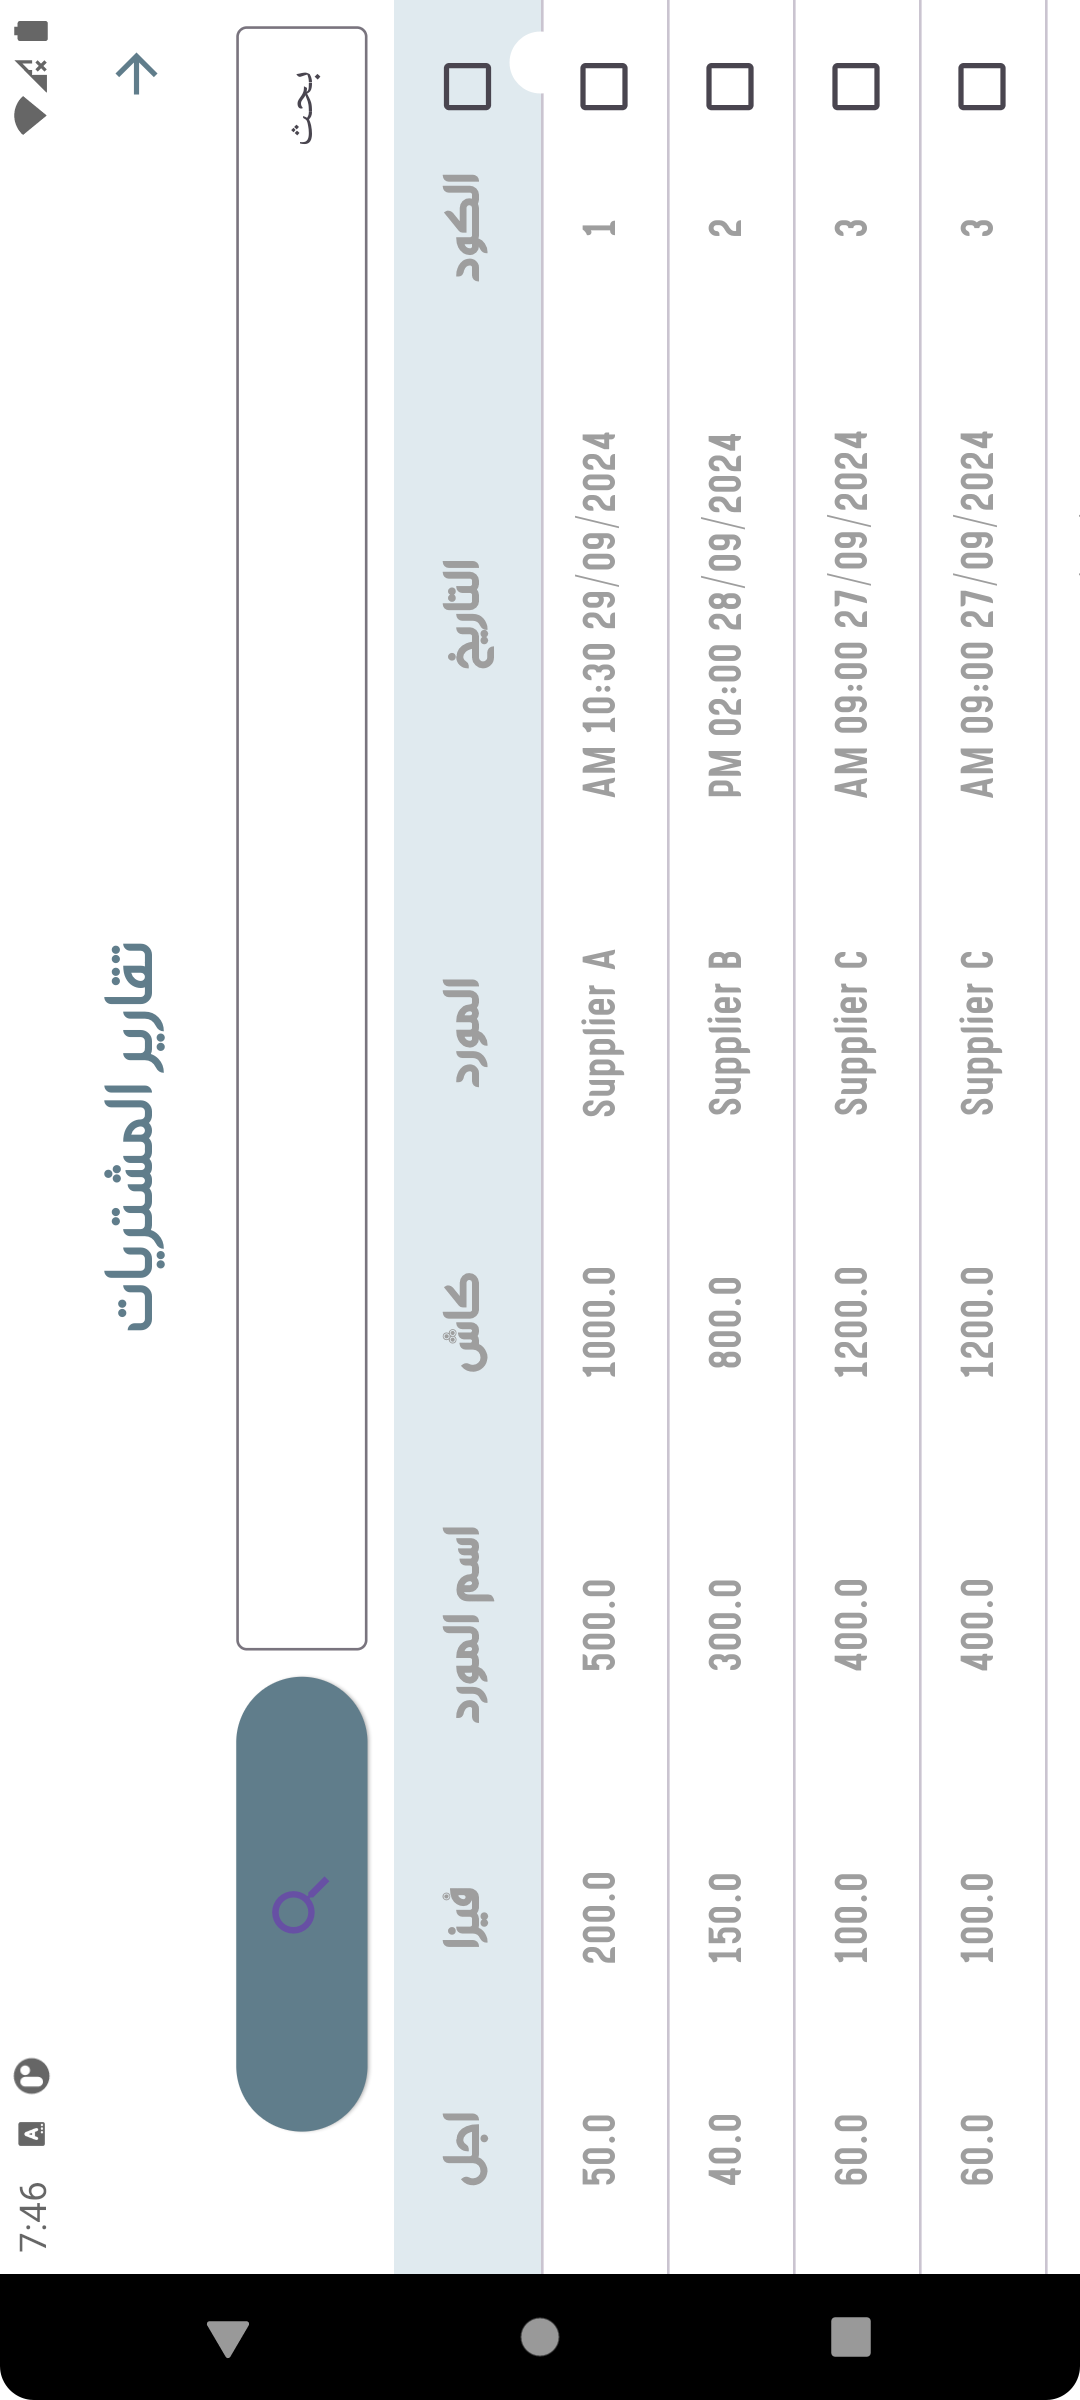 7:46
تقارير المشتريات
بحث
الكود التاريخ المورد كاش اسم المورد فيزا اجل
1 AM 10:30 29/09/2024 Supplier A 1000.0 500.0 200.0 50.0
2 PM 02:00 28/09/2024 Supplier B 800.0 300.0 150.0 40.0
3 AM 09:00 27/09/2024 Supplier C 1200.0 400.0 100.0 60.0
3 AM 09:00 27/09/2024 Supplier C 1200.0 400.0 100.0 60.0